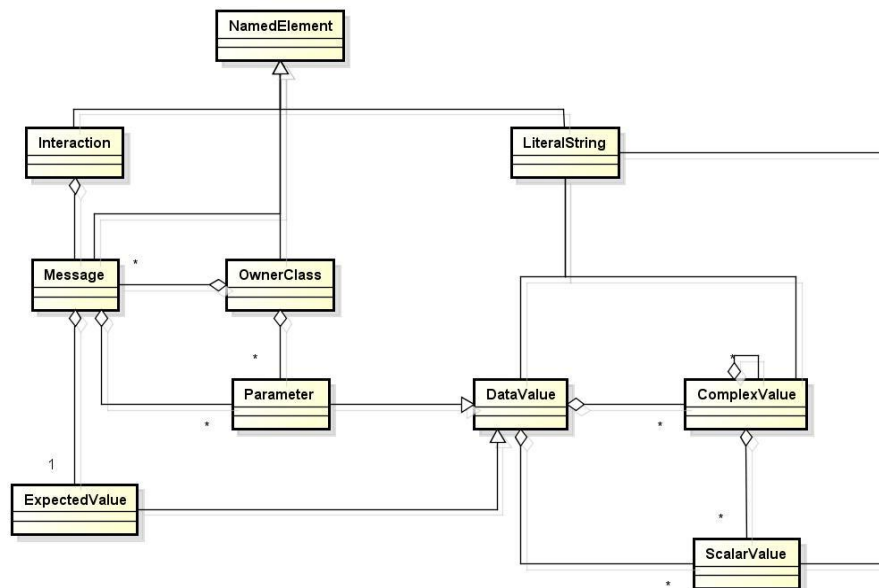 NamedElement
Interaction
LiteralString
*
Message
OwnerClass
*
*
Parameter
DataValue
ComplexValue
*
*
1
ExpectedValue
*
ScalarValue
*